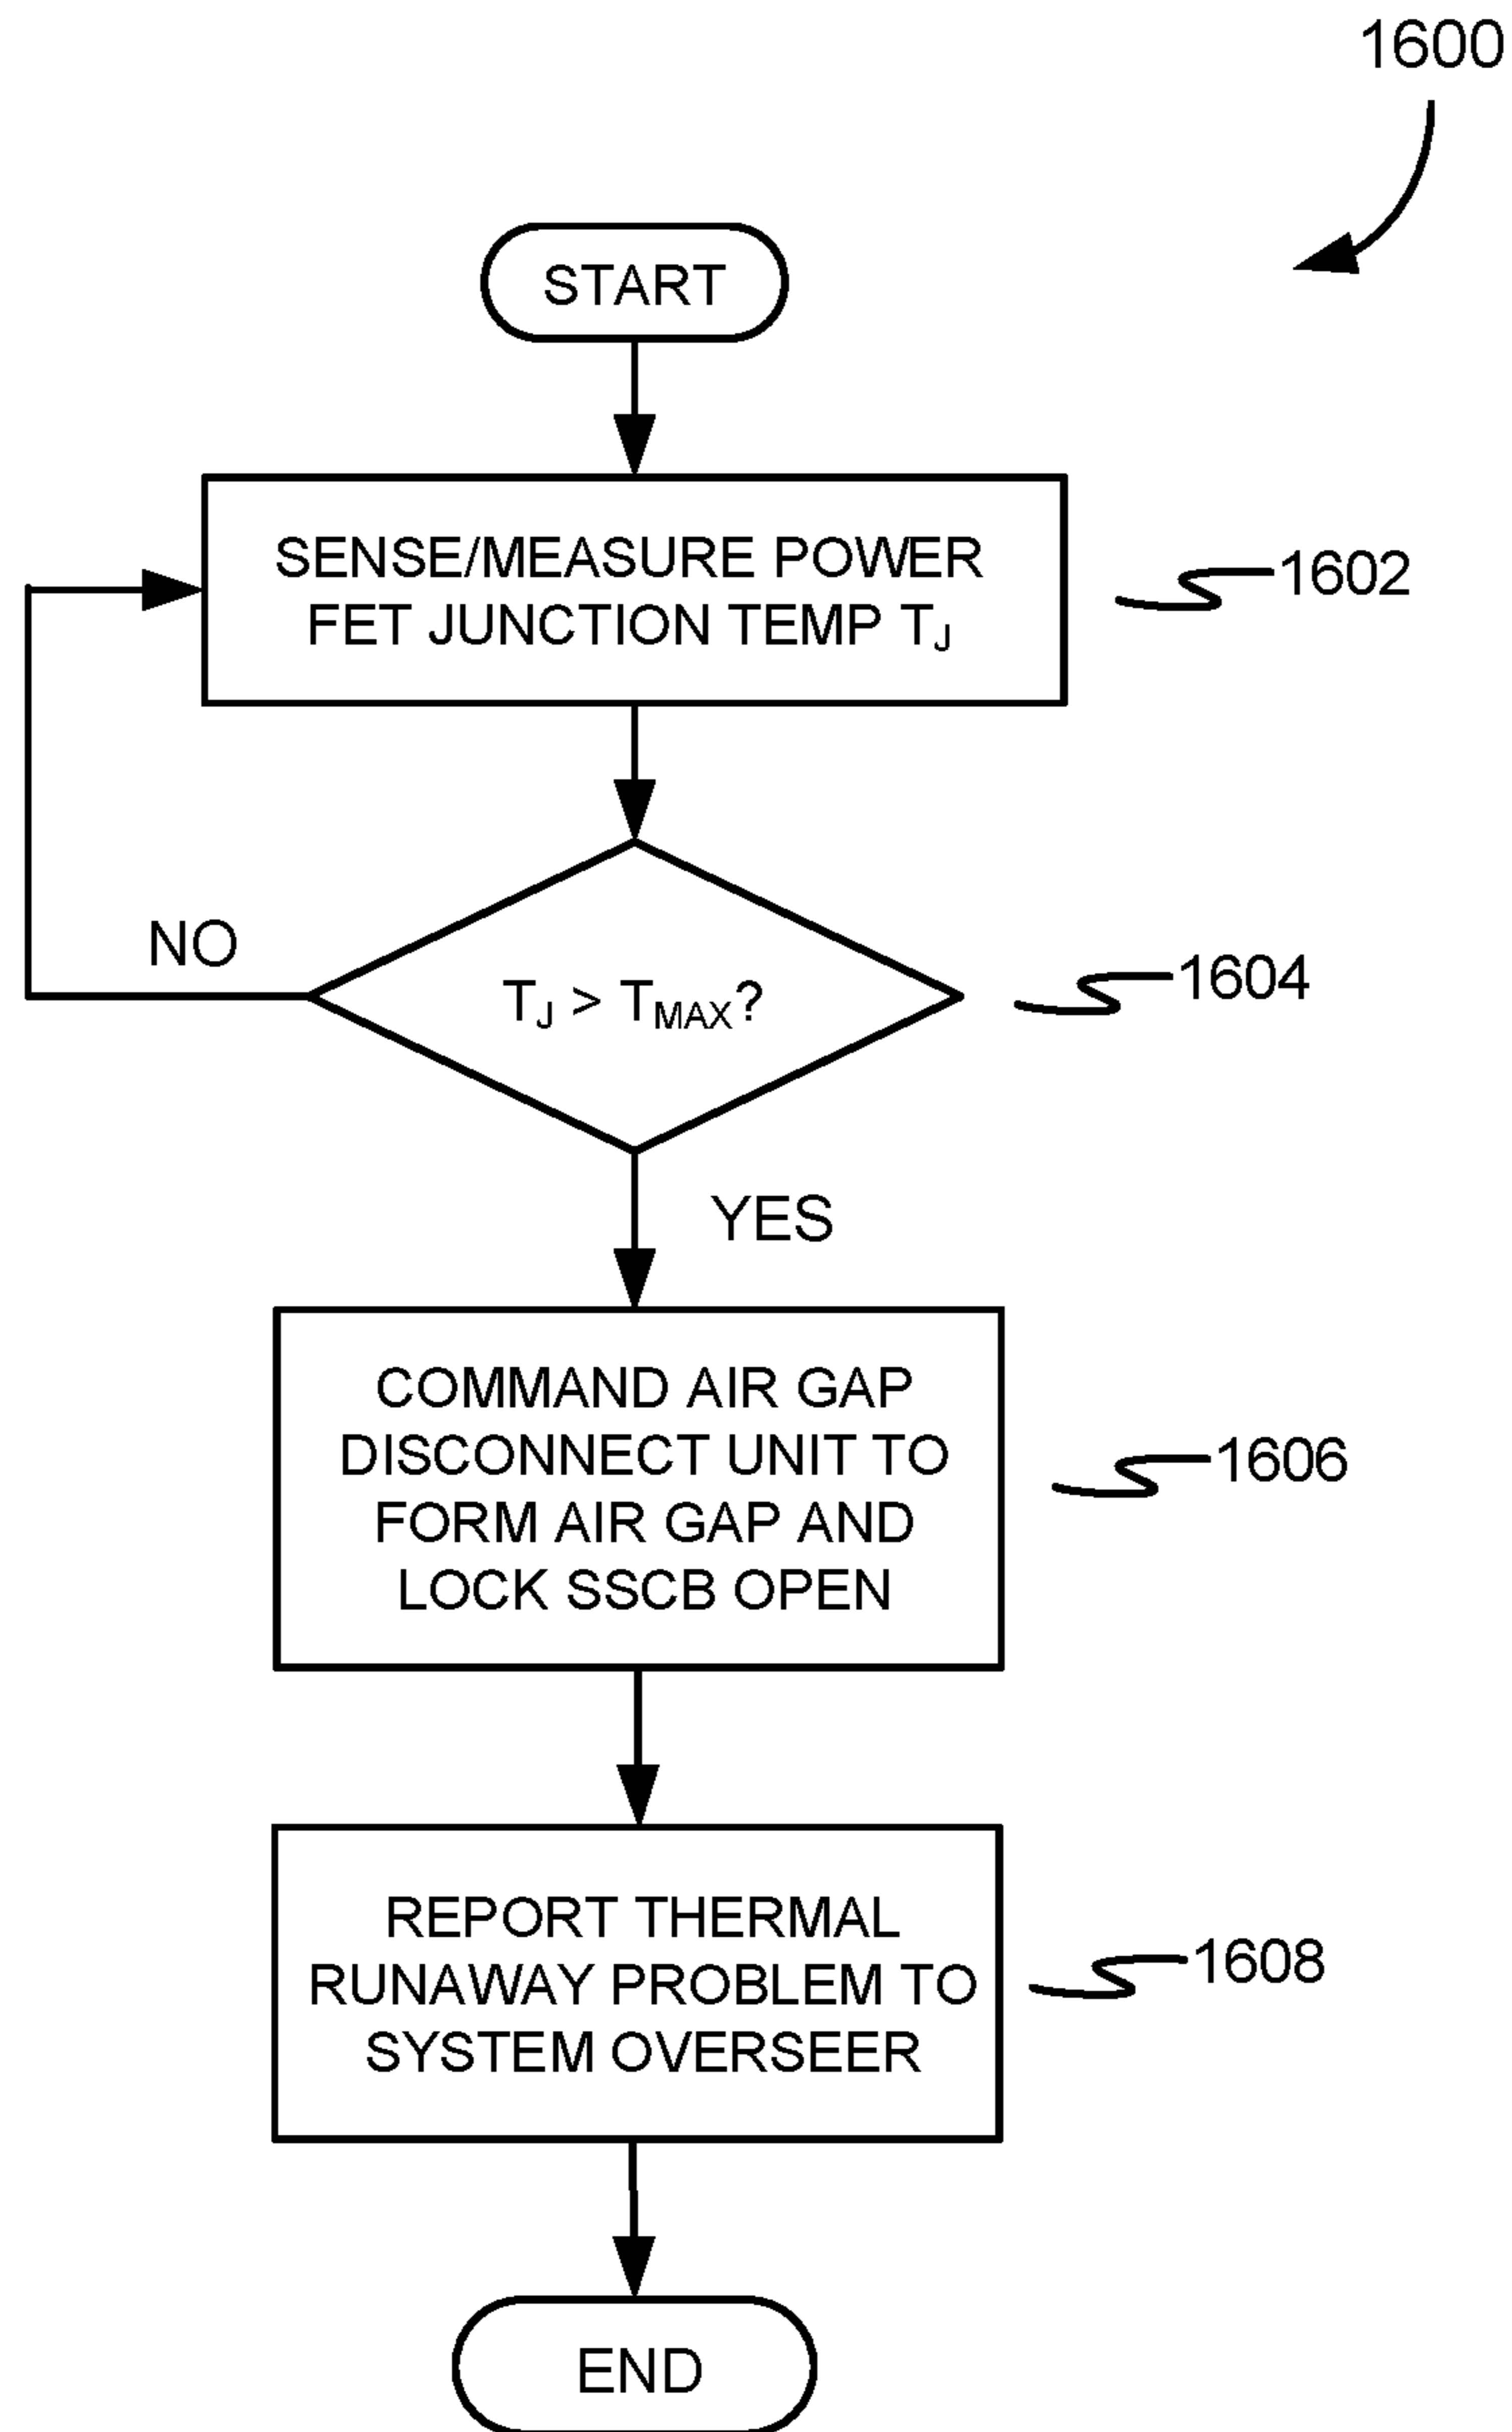 1600
START
SENSE/MEASURE POWER
FET JUNCTION TEMP TJ
1602
NO
TJ > TMAX?
1604
YES
COMMAND AIR GAP
DISCONNECT UNIT TO
FORM AIR GAP AND
LOCK SSCB OPEN
1606
REPORT THERMAL
RUNAWAY PROBLEM TO
SYSTEM OVERSEER
1608
END